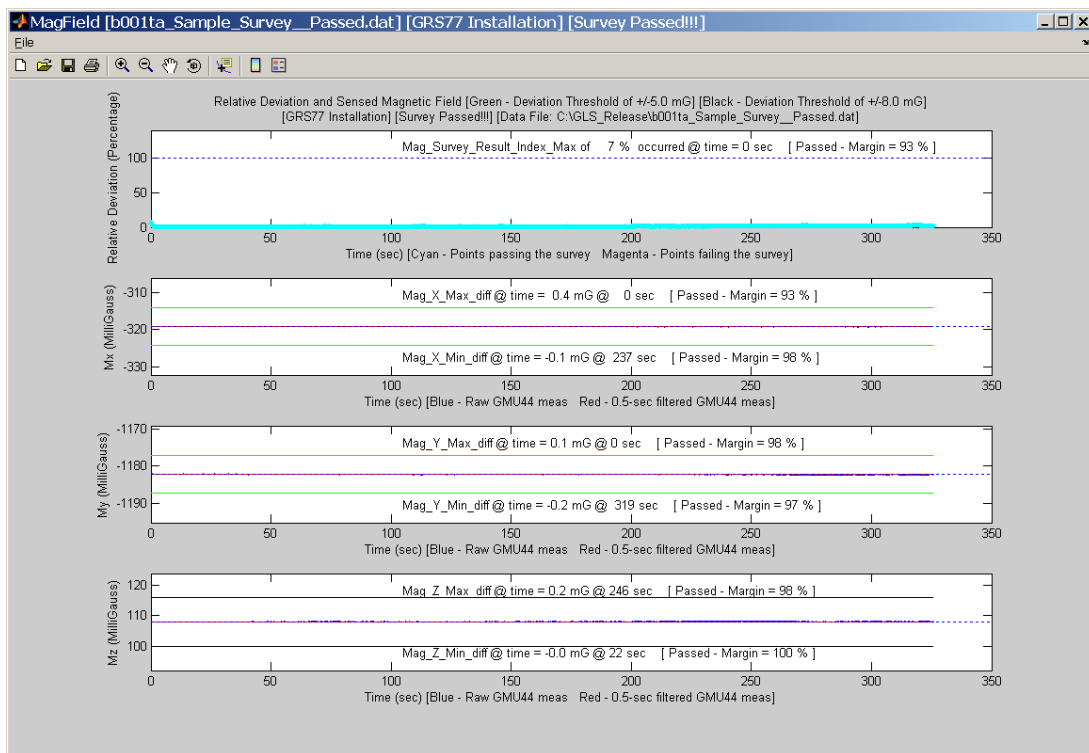 MagField [b001ta_Sample_Survey__Passed.dat] [GRS77 Installation] [Survey Passed!!!]
File
Relative Deviation and Sensed Magnetic Field [Green - Deviation Threshold of +/-5.0 mG] [Black - Deviation Threshold of +/-8.0 mG]
[GRS77 Installation] [Survey Passed!!!] [Data File: C:\GLS_Release\b001ta_Sample_Survey__Passed.dat]
Relative Deviation (Percentage)
100
50
0
Mag_Survey_Result_Index_Max of 7 % occurred @ time = 0 sec [ Passed - Margin = 93 % ]
0 50 100 150 200 250 300 350
Time (sec) [Cyan - Points passing the survey Magenta - Points failing the survey]
Mx (MilliGauss)
-310
-320
-330
Mag_X_Max_diff @ time = 0.4 mG @ 0 sec [ Passed - Margin = 93 % ]
Mag_X_Min_diff @ time = -0.1 mG @ 237 sec [ Passed - Margin = 98 % ]
0 50 100 150 200 250 300 350
Time (sec) [Blue - Raw GMU44 meas Red - 0.5-sec filtered GMU44 meas]
My (MilliGauss)
-1170
-1180
-1190
Mag_Y_Max_diff @ time = 0.1 mG @ 0 sec [ Passed - Margin = 98 % ]
Mag_Y_Min_diff @ time = -0.2 mG @ 319 sec [ Passed - Margin = 97 % ]
0 50 100 150 200 250 300 350
Time (sec) [Blue - Raw GMU44 meas Red - 0.5-sec filtered GMU44 meas]
Mz (MilliGauss)
120
110
100
Mag_Z_Max_diff @ time = 0.2 mG @ 246 sec [ Passed - Margin = 98 % ]
Mag_Z_Min_diff @ time = -0.0 mG @ 22 sec [ Passed - Margin = 100 % ]
0 50 100 150 200 250 300 350
Time (sec) [Blue - Raw GMU44 meas Red - 0.5-sec filtered GMU44 meas]